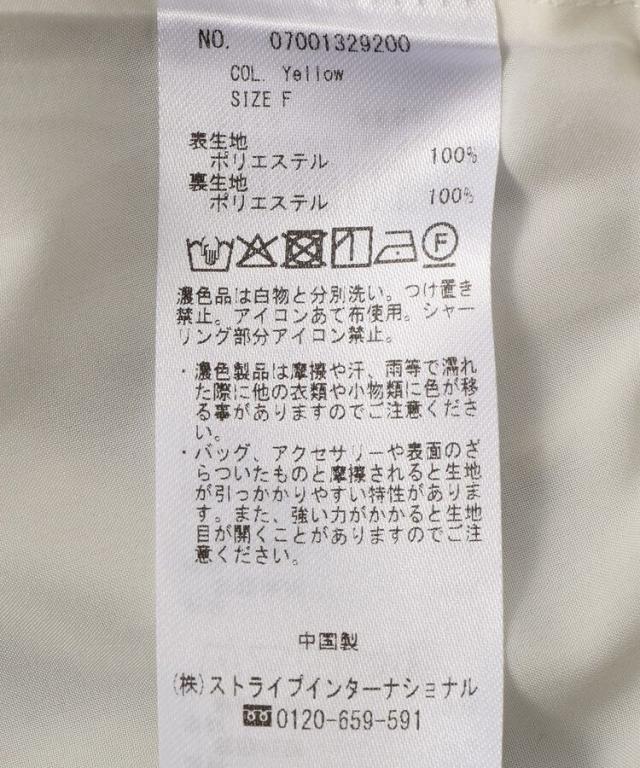 NO. 07001329200
COL. Yellow
SIZE F
表生地
ポリエステル 100%
裏生地
ポリエステル 100%
F
濃色品は白物と分別洗い。つけ置き
禁止。アイロンあて布使用。シャー
リング部分アイロン禁止。
・濃色製品は摩擦や汗、雨等で濡れ
た際に他の衣類や小物類に色が移
る事がありますのでご注意くださ
い。
・バッグ、アクセサリーや表面のざ
らついたものと摩擦されると生地
が引っかかりやすい特性がありま
す。また、強い力がかかると生地
目が開くことがありますのでご注
意ください。
中国製
(株)ストライプインターナショナル
0120-659-591